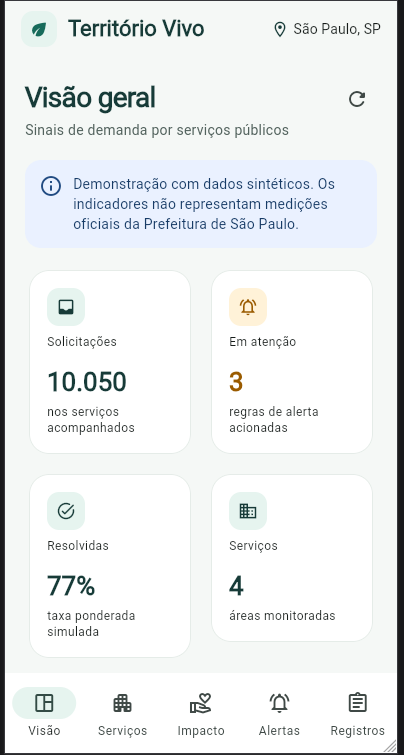 Território Vivo
São Paulo, SP
Visão geral
Sinais de demanda por serviços públicos
Demonstração com dados sintéticos. Os
indicadores não representam medições
oficiais da Prefeitura de São Paulo.
Solicitações
10.050
nos serviços
acompanhados
Em atenção
3
regras de alerta
acionadas
Resolvidas
77%
taxa ponderada
simulada
Serviços
4
áreas monitoradas
Visão
Serviços
Impacto
Alertas
Registros